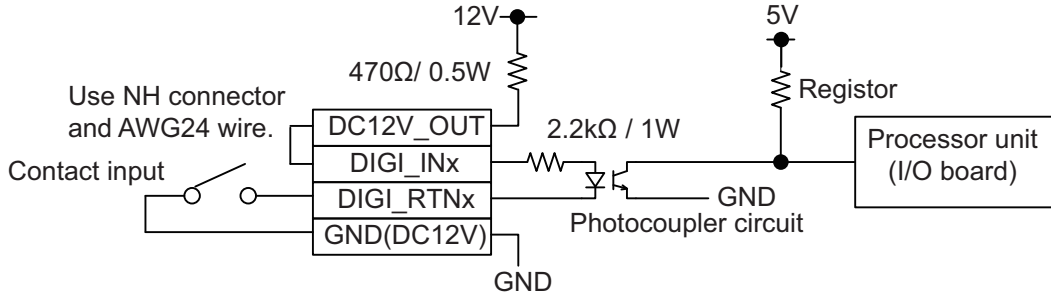 12V
5V
470Ω/ 0.5W
Registor
Use NH connector
and AWG24 wire.
DC12V_OUT
2.2kΩ / 1W
Processor unit
(I/O board)
Contact input
DIGI_INx
DIGI_RTNx
GND
Photocoupler circuit
GND(DC12V)
GND